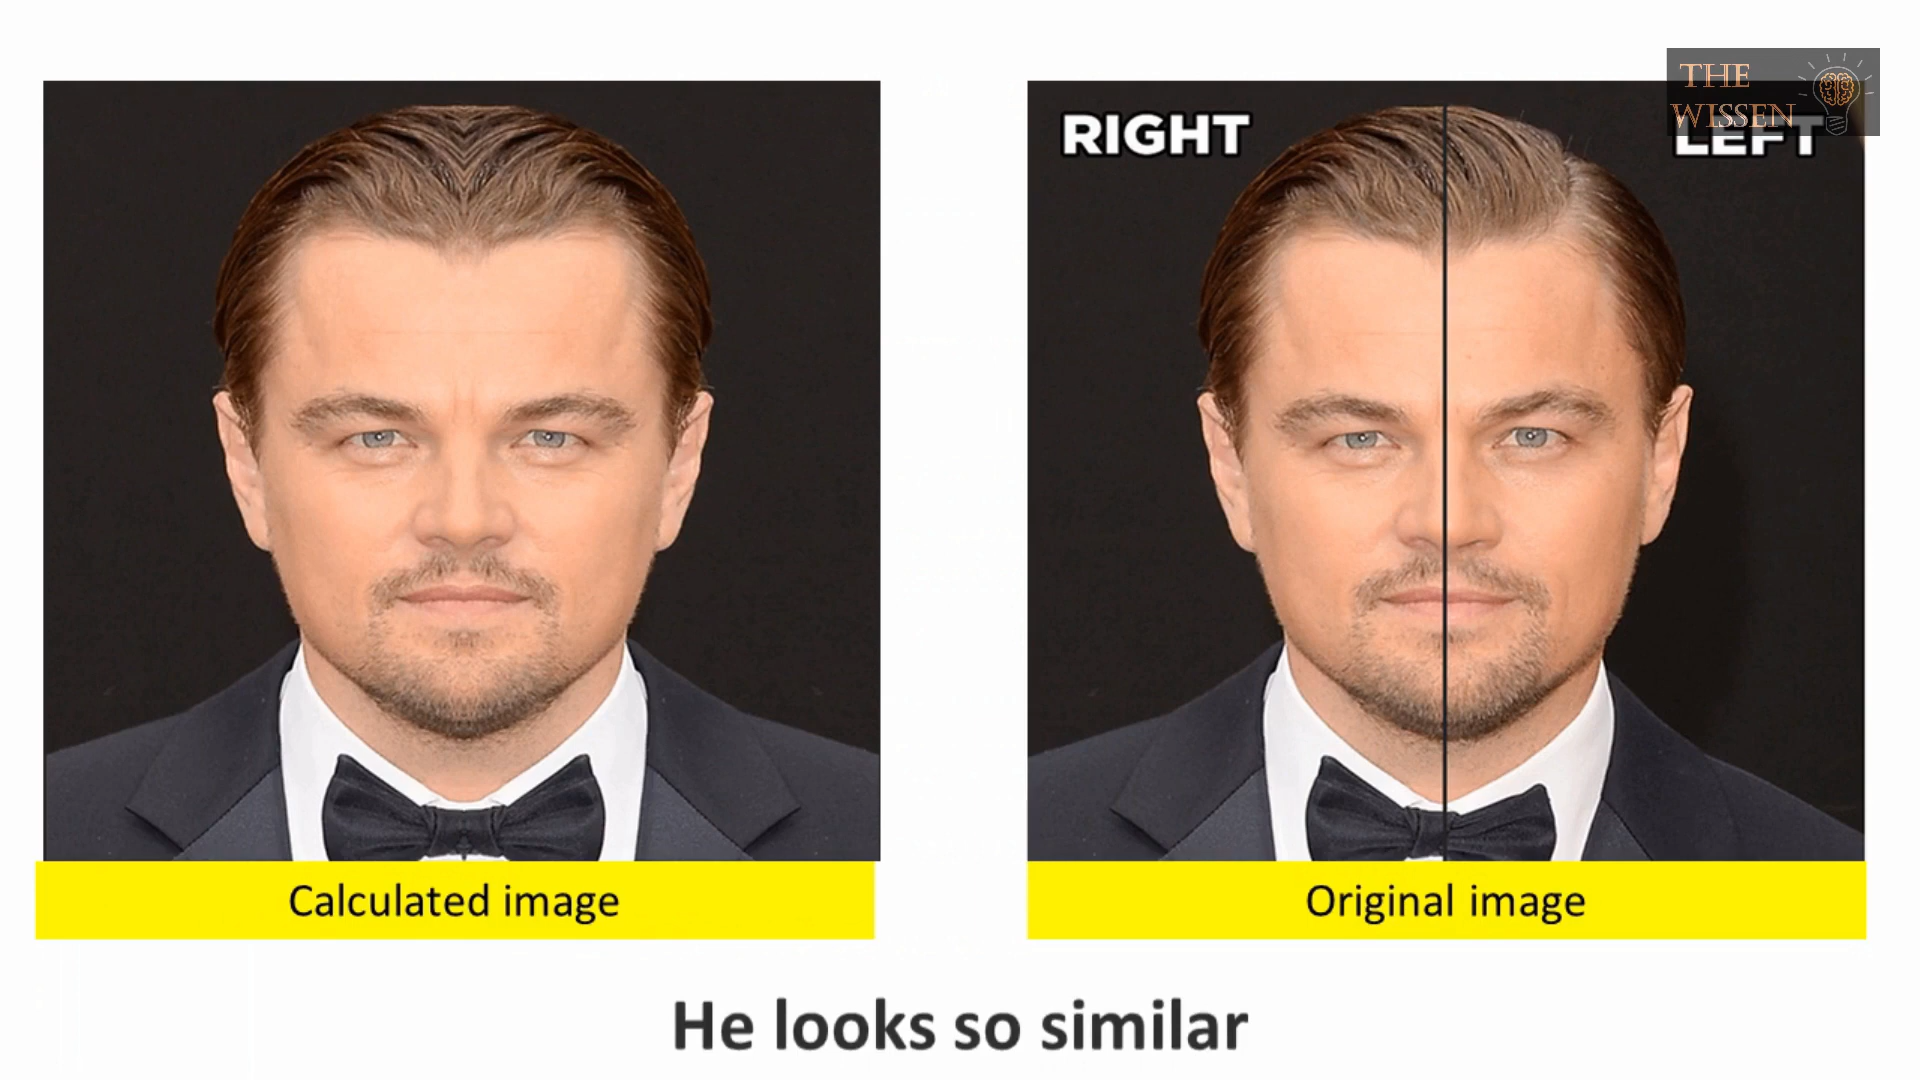 THE
WISSEN
RIGHT
LEFT
Calculated image
Original image
He looks so similar